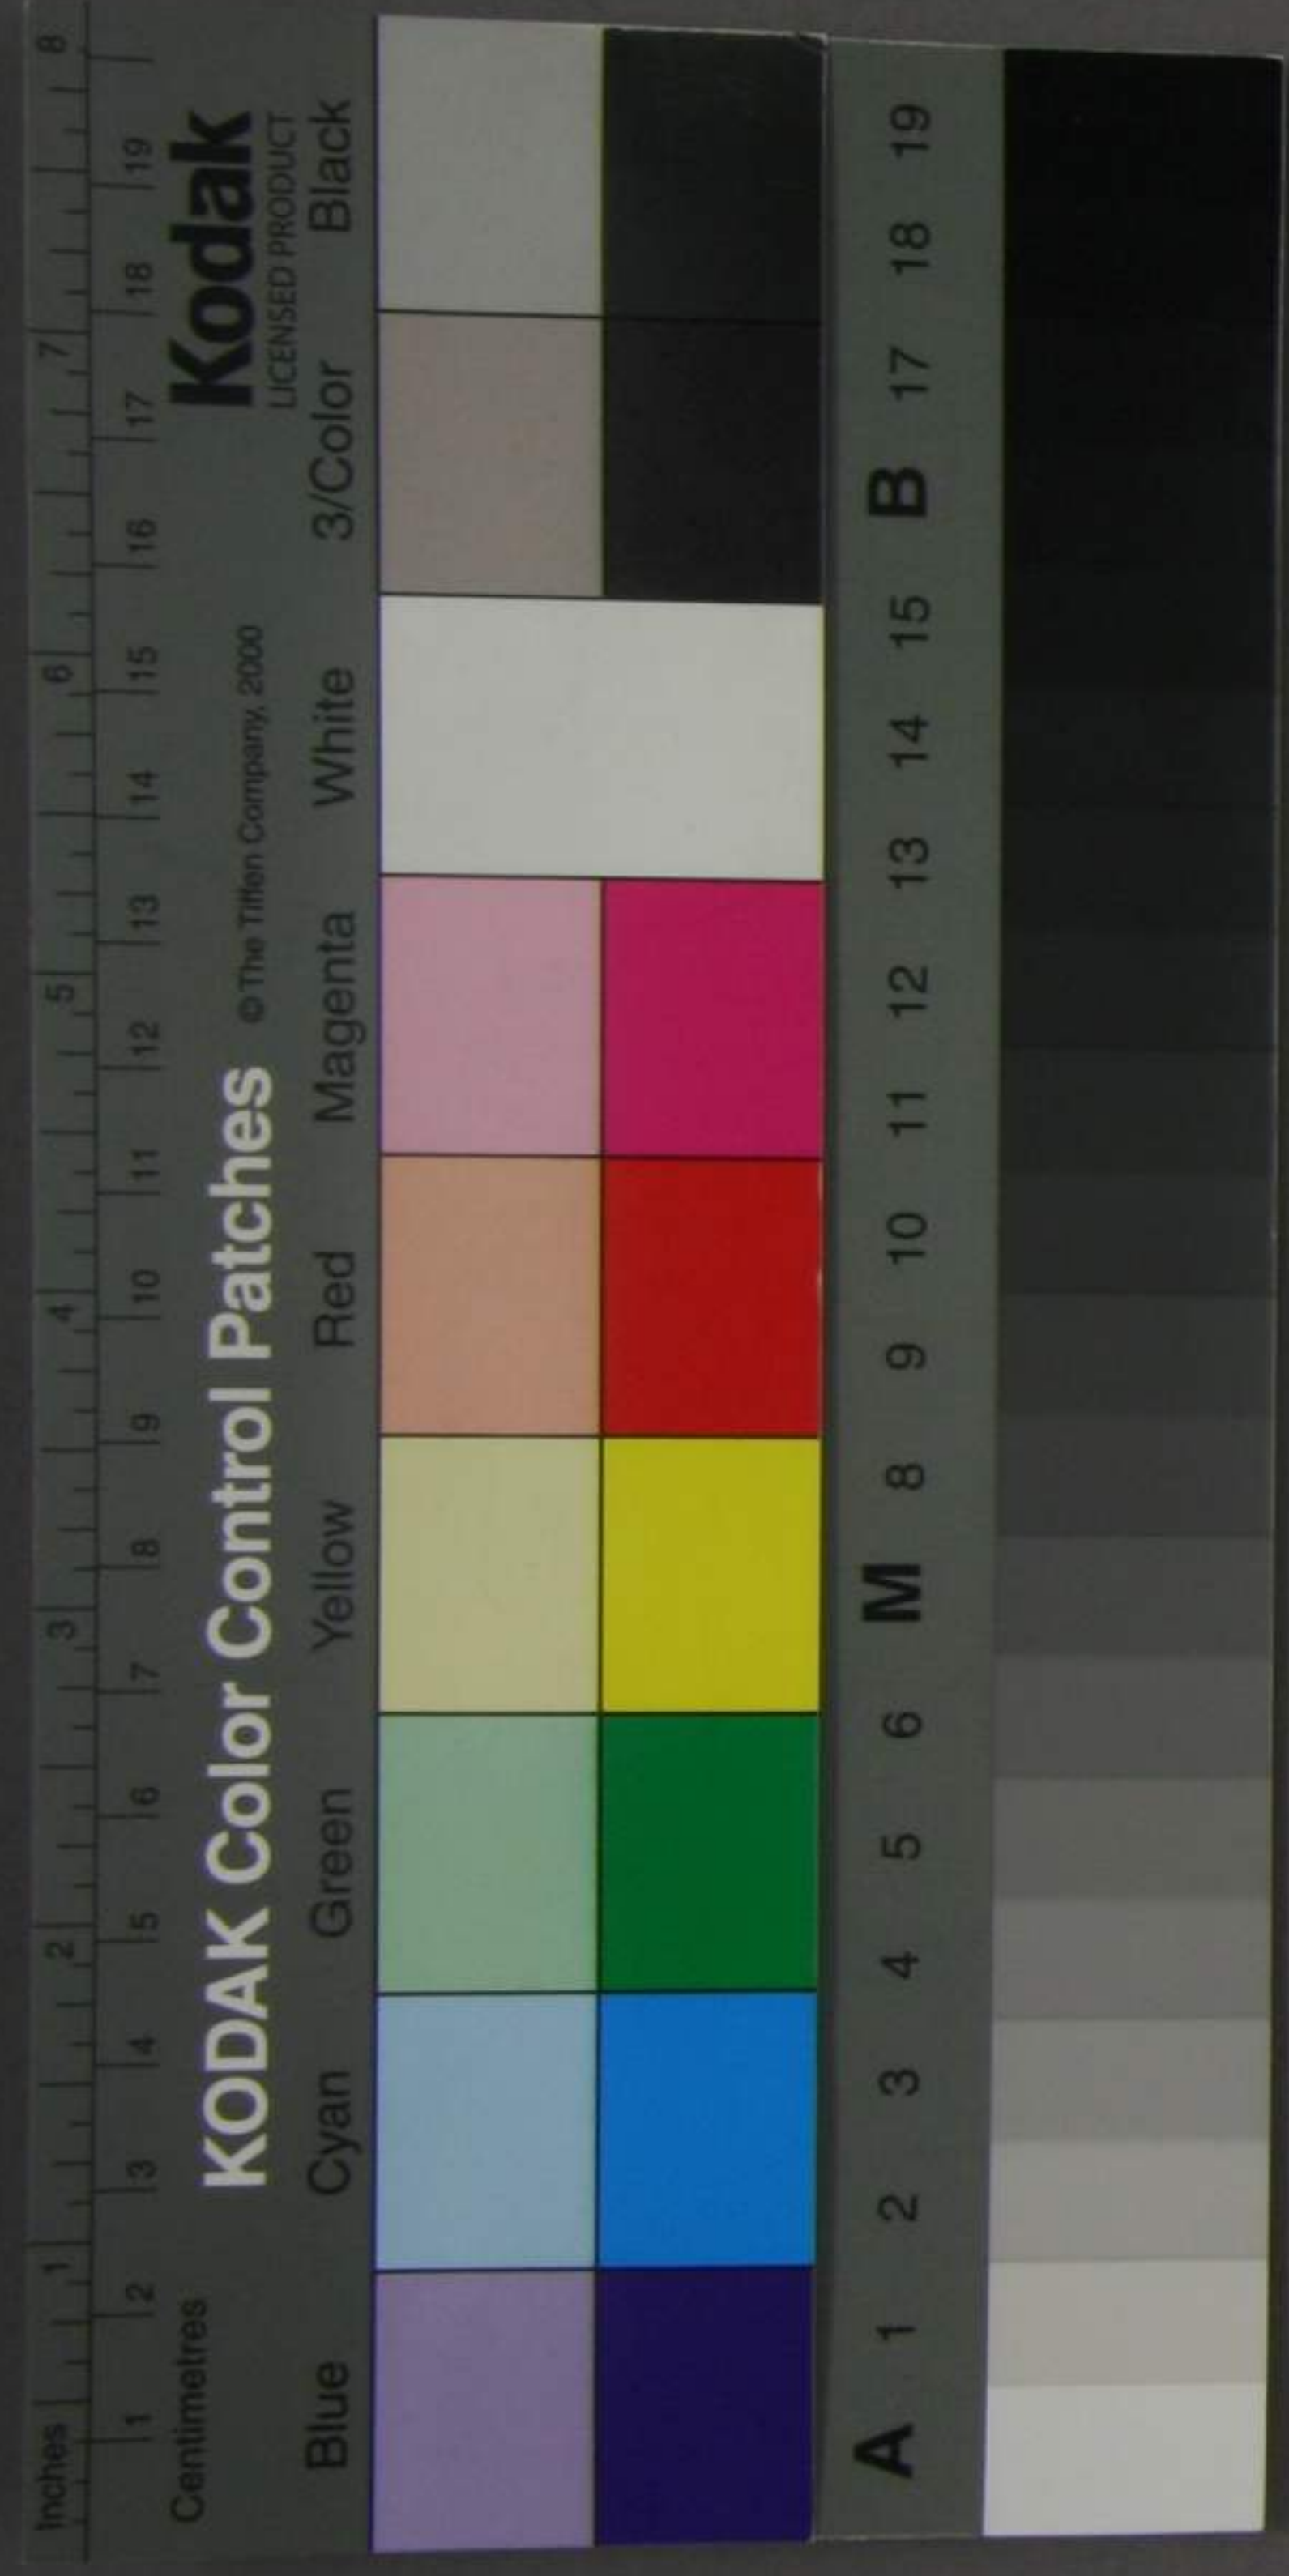 Inches 1 2 3 4 5 6 7 8
1 2 3 4 5 6 7 8 9 10 11 12 13 14 15 16 17 18 19
Centimetres
KODAK Color Control Patches © The Tiffen Company, 2000
Kodak
LICENSED PRODUCT
Blue Cyan Green Yellow Red Magenta White 3/Color Black
A 1 2 3 4 5 6 M 8 9 10 11 12 13 14 15 B 17 18 19